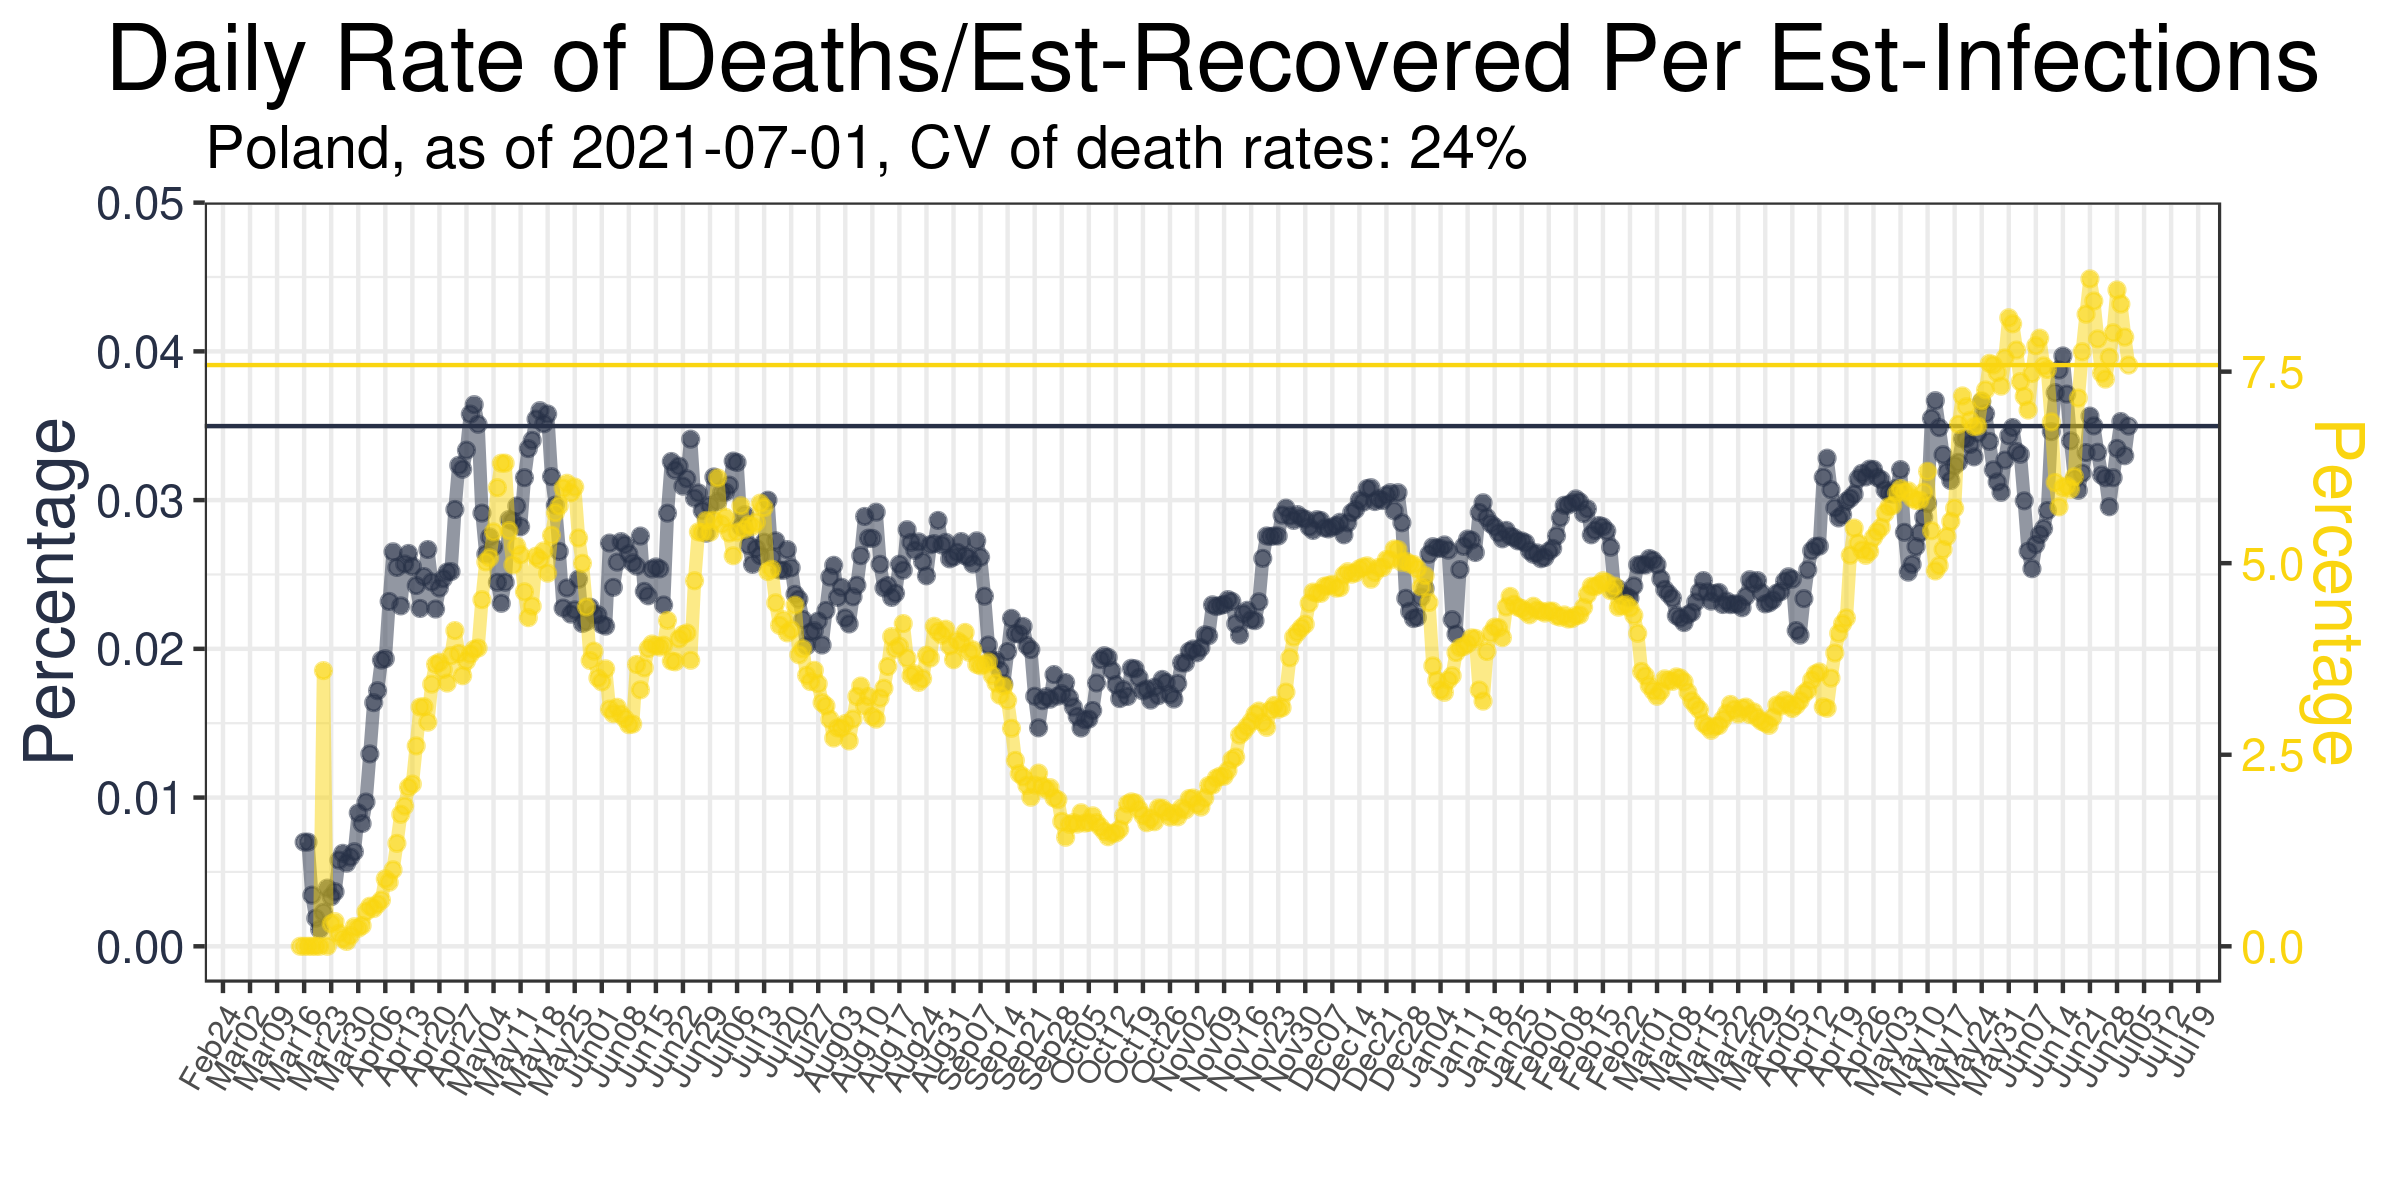 Daily Rate of Deaths/Est-Recovered Per Est-Infections
Poland, as of 2021-07-01, CV of death rates: 24%
Percentage
0.05
0.04
0.03
0.02
0.01
0.00
7.5
5.0
2.5
0.0
Percentage
Feb24
Mar02
Mar09
Mar16
Mar23
Mar30
Apr06
Apr13
Apr20
Apr27
May04
May11
May18
May25
Jun01
Jun08
Jun15
Jun22
Jun29
Jul06
Jul13
Jul20
Jul27
Aug03
Aug10
Aug17
Aug24
Aug31
Sep07
Sep14
Sep21
Sep28
Oct05
Oct12
Oct19
Oct26
Nov02
Nov09
Nov16
Nov23
Nov30
Dec07
Dec14
Dec21
Dec28
Jan04
Jan11
Jan18
Jan25
Feb01
Feb08
Feb15
Feb22
Mar01
Mar08
Mar15
Mar22
Mar29
Apr05
Apr12
Apr19
Apr26
May03
May10
May17
May24
May31
Jun07
Jun14
Jun21
Jun28
Jul05
Jul12
Jul19